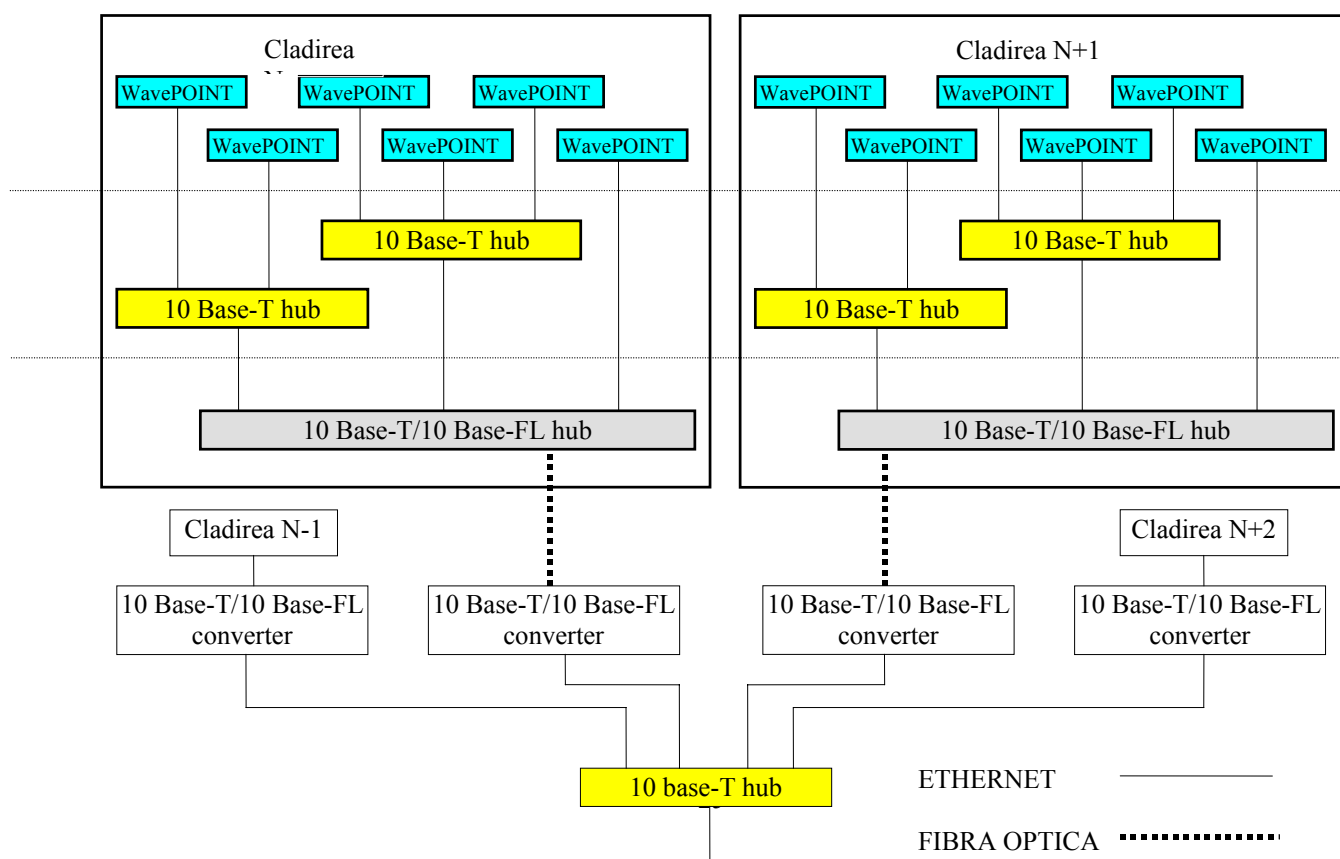 Cladirea
Cladirea N+1
WavePOINT WavePOINT WavePOINT WavePOINT WavePOINT WavePOINT
WavePOINT WavePOINT WavePOINT WavePOINT WavePOINT WavePOINT
10 Base-T hub 10 Base-T hub
10 Base-T hub 10 Base-T hub
10 Base-T/10 Base-FL hub 10 Base-T/10 Base-FL hub
Cladirea N-1 Cladirea N+2
10 Base-T/10 Base-FL 10 Base-T/10 Base-FL 10 Base-T/10 Base-FL 10 Base-T/10 Base-FL
converter converter converter converter
10 base-T hub
ETHERNET
FIBRA OPTICA